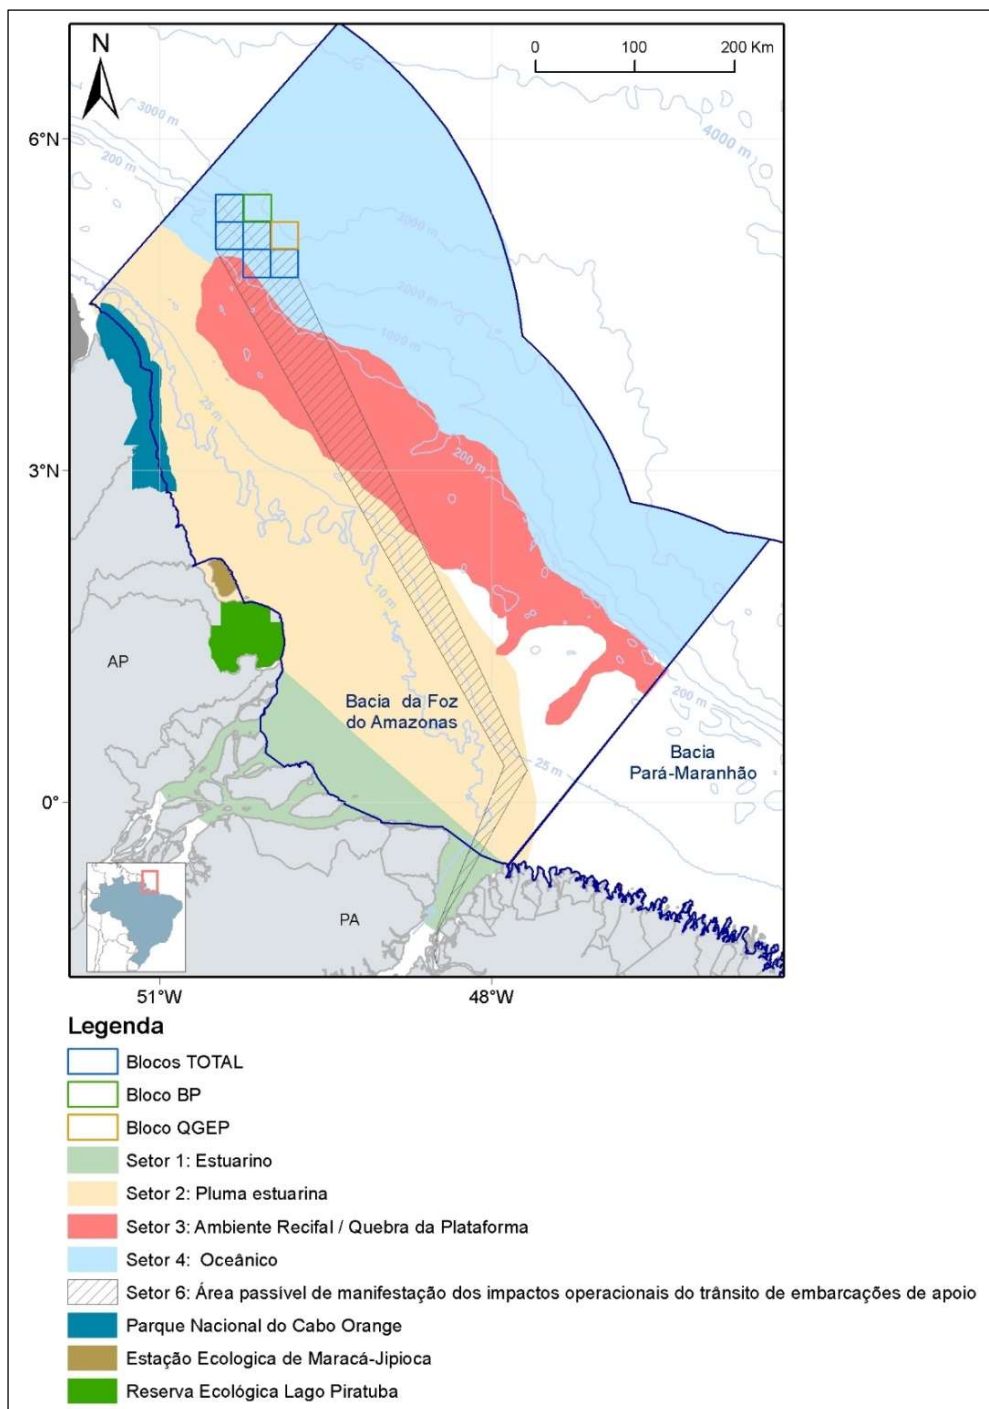 N
0 100 200 Km
6°N
3°N
0°
51°W
48°W
3000 m
200 m
4000 m
3000 m
2000 m
1000 m
25 m
200 m
10 m
25 m
200 m
AP
PA
Bacia da Foz
do Amazonas
Bacia
Pará-Maranhão
Legenda
Blocos TOTAL
Bloco BP
Bloco QGEP
Setor 1: Estuarino
Setor 2: Pluma estuarina
Setor 3: Ambiente Recifal / Quebra da Plataforma
Setor 4: Oceânico
Setor 6: Área passível de manifestação dos impactos operacionais do trânsito de embarcações de apoio
Parque Nacional do Cabo Orange
Estação Ecologica de Maracá-Jipioca
Reserva Ecológica Lago Piratuba